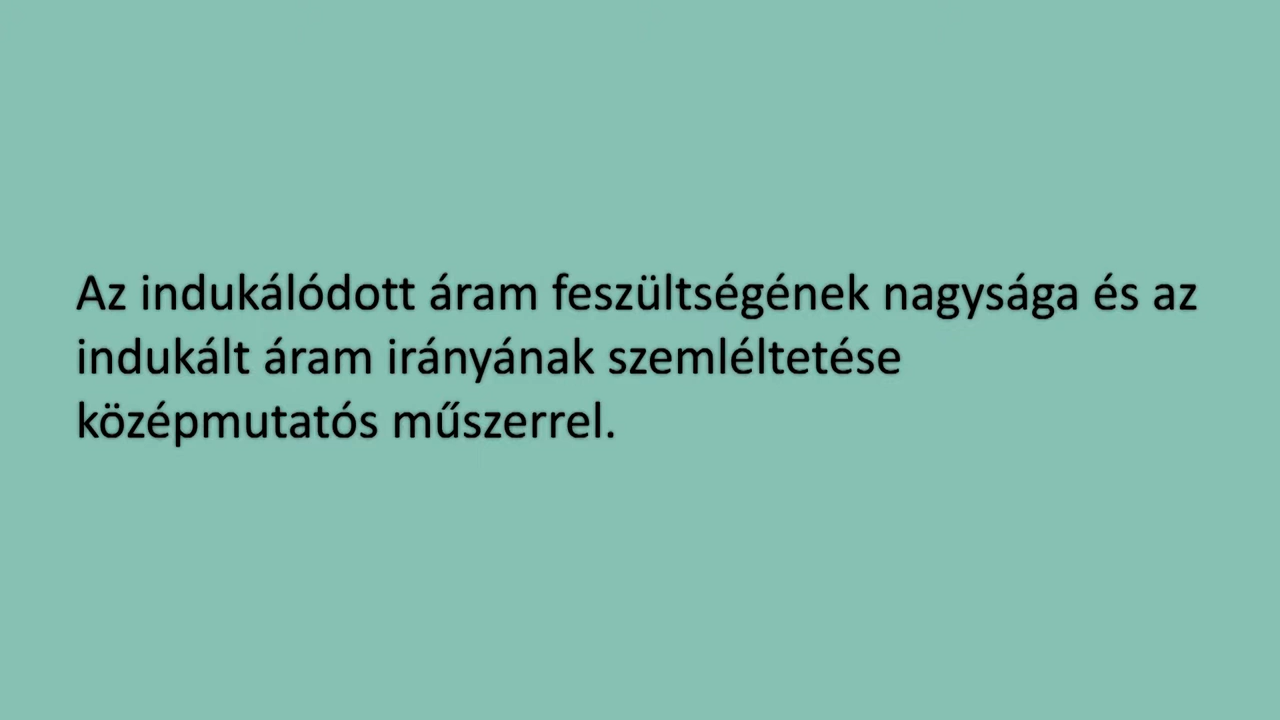 Az indukálódott áram feszültségének nagysága és az
indukált áram irányának szemléltetése
középmutatós műszerrel.